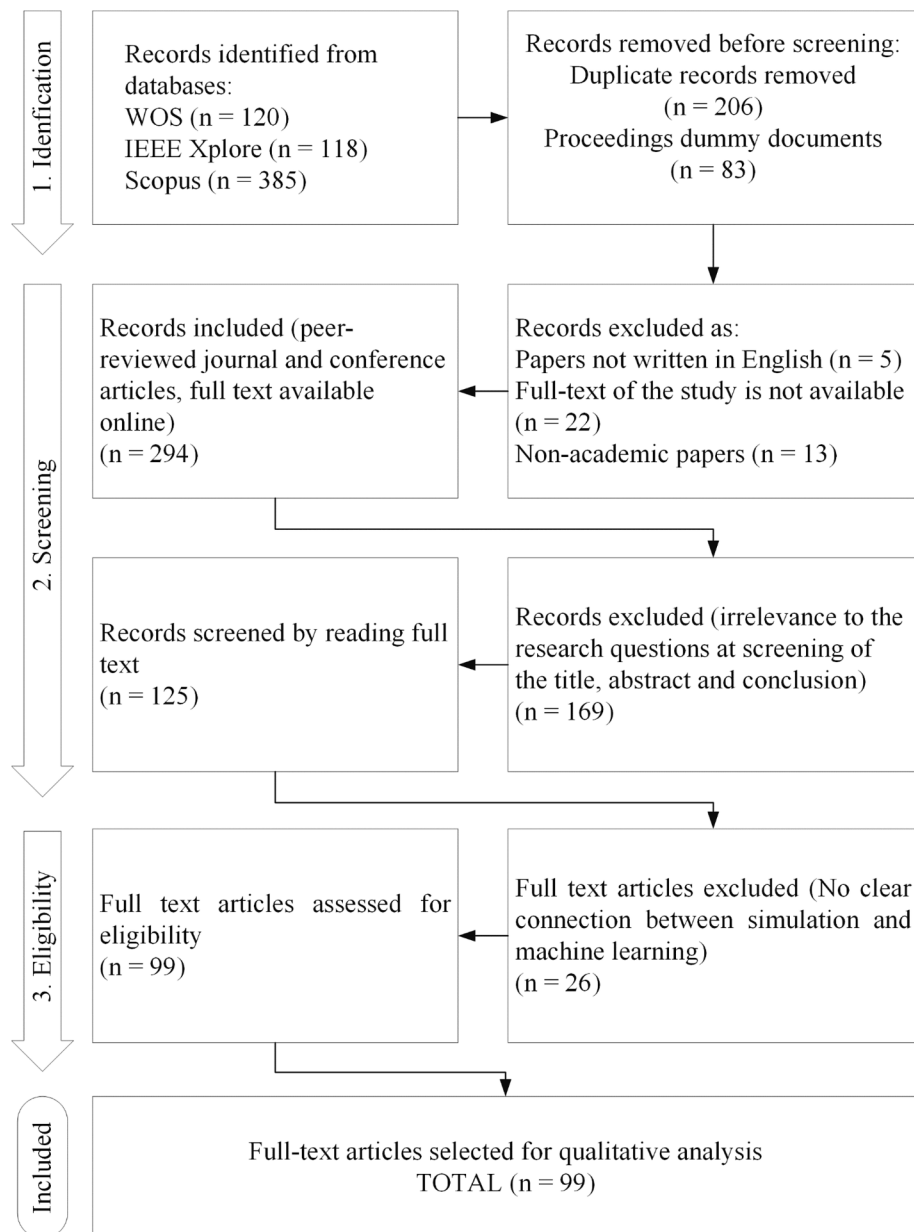 1. Idenfication
Records identified from
databases:
WOS (n = 120)
IEEE Xplore (n = 118)
Scopus (n = 385)
Records removed before screening:
Duplicate records removed
(n = 206)
Proceedings dummy documents
(n = 83)
2. Screening
Records included (peer-
reviewed journal and conference
articles, full text available
online)
(n = 294)
Records excluded as:
Papers not written in English (n = 5)
Full-text of the study is not available
(n = 22)
Non-academic papers (n = 13)
Records screened by reading full
text
(n = 125)
Records excluded (irrelevance to the
research questions at screening of
the title, abstract and conclusion)
(n = 169)
3. Eligibility
Full text articles assessed for
eligibility
(n = 99)
Full text articles excluded (No clear
connection between simulation and
machine learning)
(n = 26)
Included
Full-text articles selected for qualitative analysis
TOTAL (n = 99)